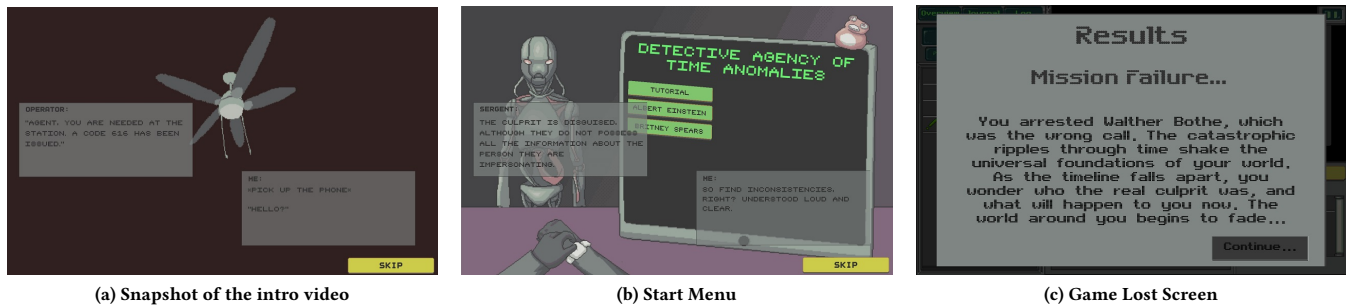 OPERATOR:
"AGENT, YOU ARE NEEDED AT THE
STATION. A CODE 616 HAS BEEN
ISSUED."
ME:
<PICK UP THE PHONE>
"HELLO?"
SKIP
(a) Snapshot of the intro video
DETECTIVE AGENCY OF
TIME ANOMALIES
TUTORIAL
ALBERT EINSTEIN
BRITNEY SPEARS
SERGENT:
THE CULPRIT IS DISGUISED.
ALTHOUGH THEY DO NOT POSSESS
ALL THE INFORMATION ABOUT THE
PERSON THEY ARE
IMPERSONATING.
ME:
SO FIND INCONSISTENCIES,
RIGHT? UNDERSTOOD LOUD AND
CLEAR.
SKIP
(b) Start Menu
Overview Journal Log
Results
Mission Failure...
You arrested Walther Bothe, which
was the wrong call. The catastrophic
ripples through time shake the
universal foundations of your world.
As the timeline falls apart, you
wonder who the real culprit was, and
what will happen to you now. The
world around you begins to fade...
Continue...
(c) Game Lost Screen